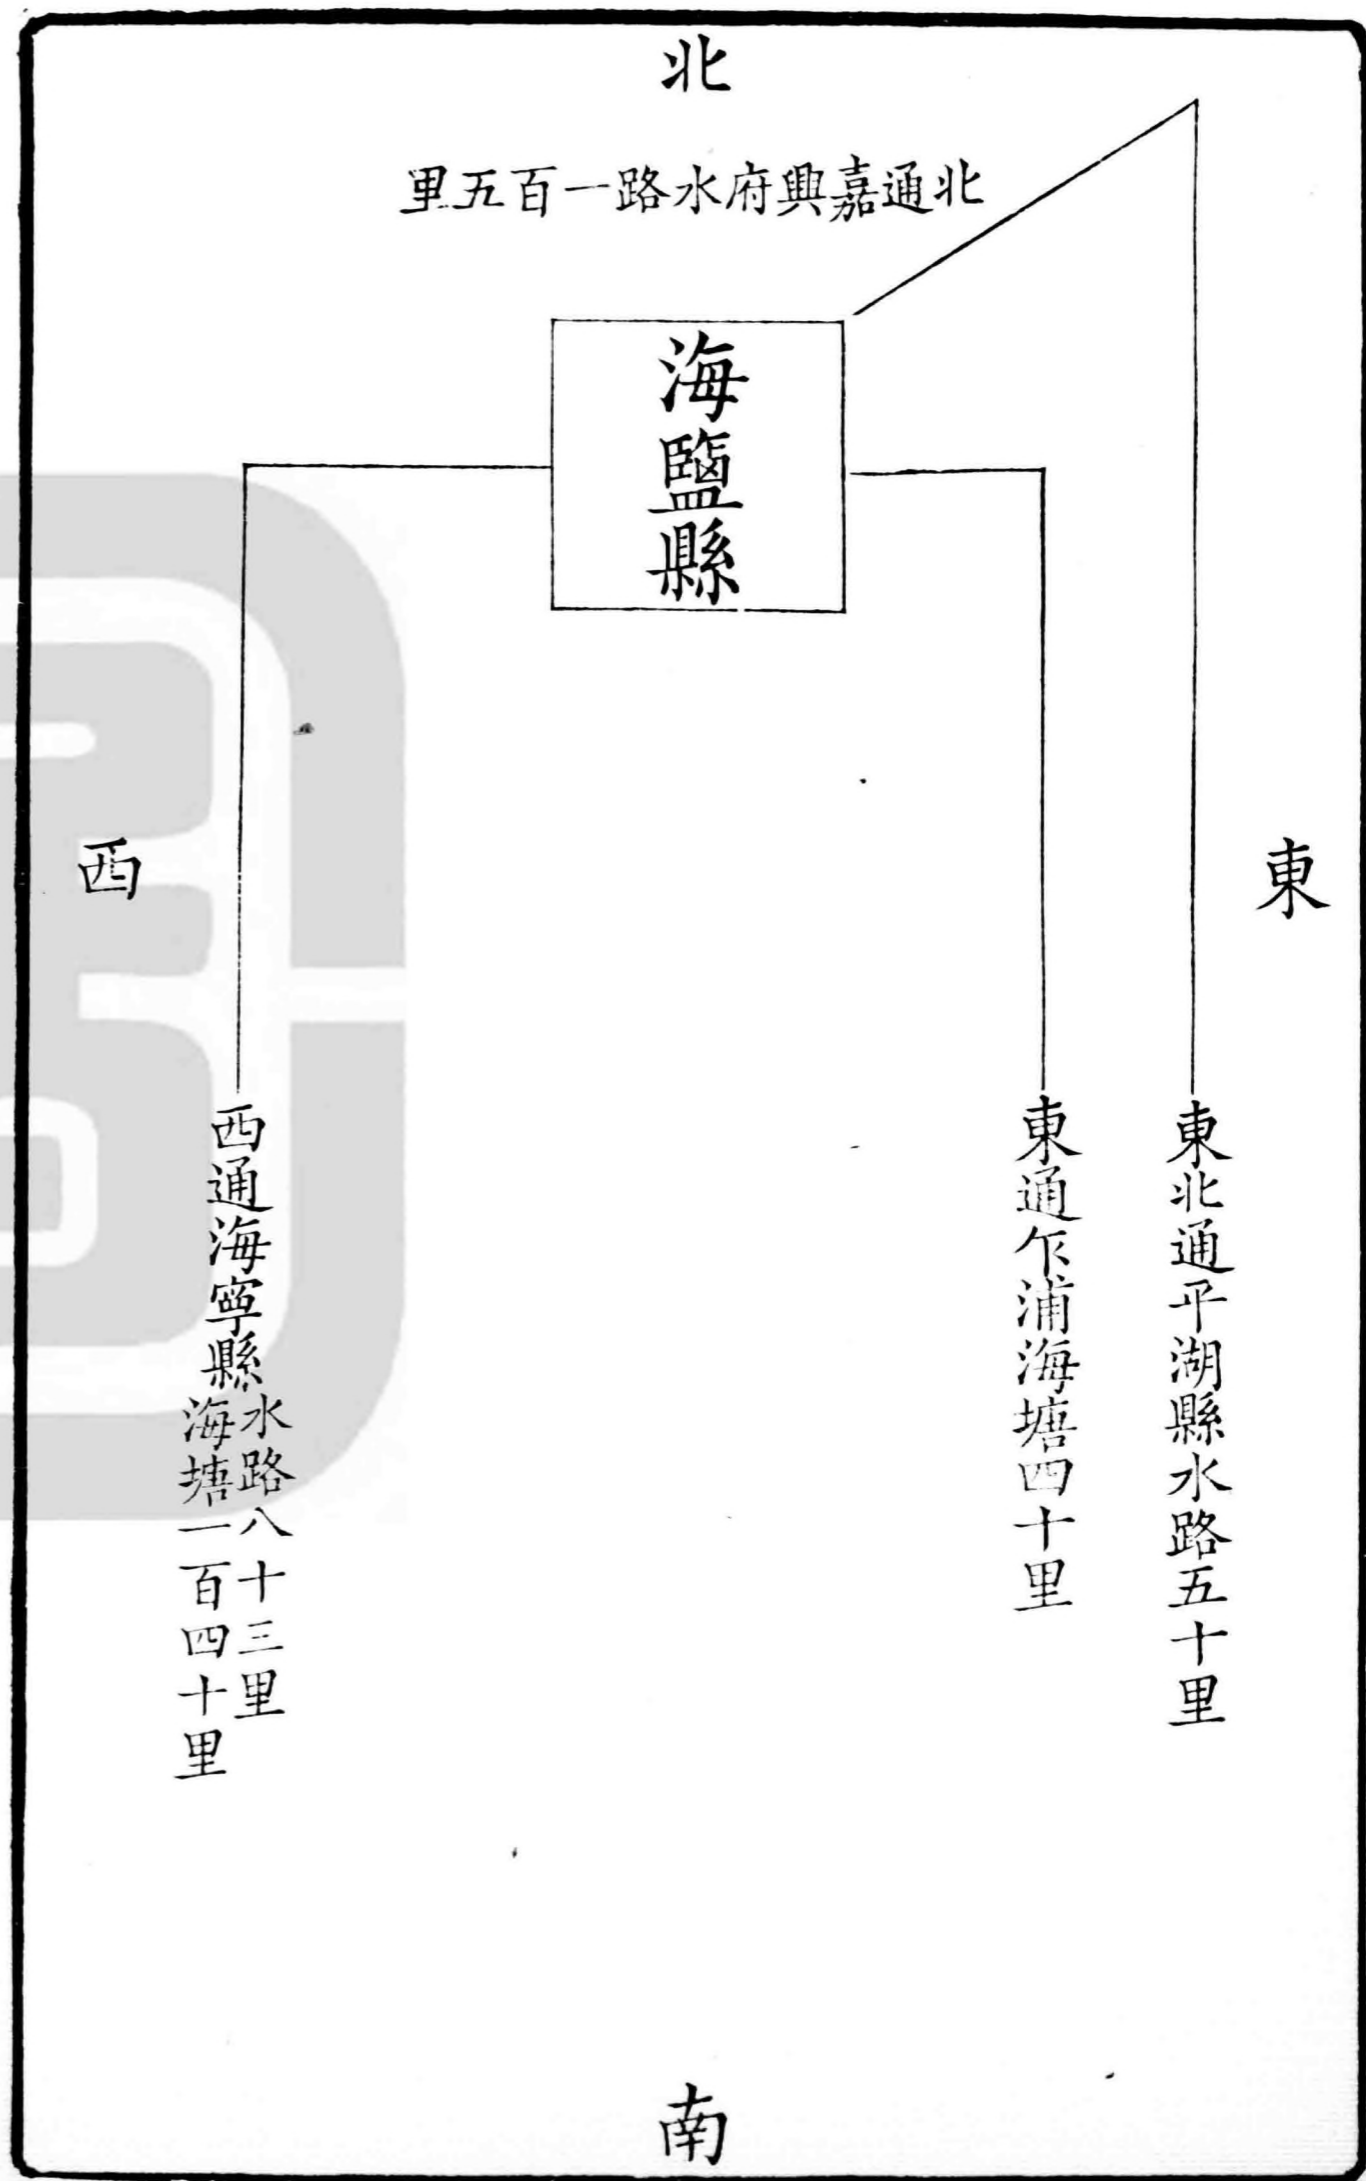 北
北通嘉興府水路一百五里
海鹽縣
東
西
東北通平湖縣水路五十里
東通乍浦海塘四十里
西通海寧縣
水路八十三里
海塘一百四十里
南